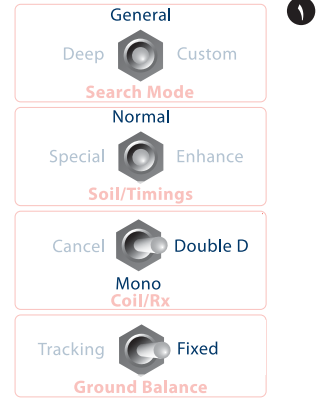 ١
General
Deep Custom
Search Mode
Normal
Special Enhance
Soil/Timings
Cancel Double D
Mono
Coil/Rx
Tracking Fixed
Ground Balance